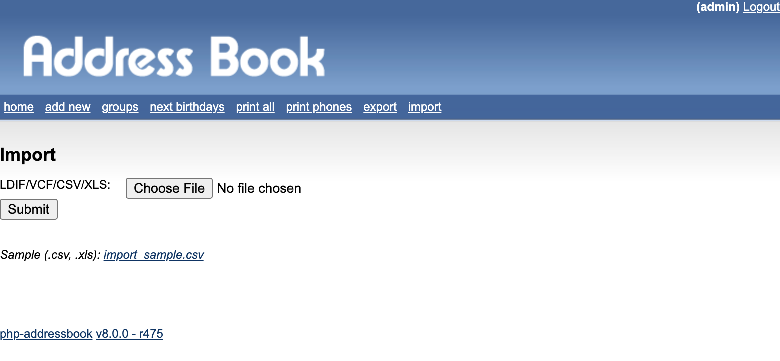 (admin) Logout
Address Book
home add new groups next birthdays print all print phones export import
Import
LDIF/VCF/CSV/XLS: Choose File No file chosen
Submit
Sample (.csv, .xls): import_sample.csv
php-addressbook v8.0.0 - r475